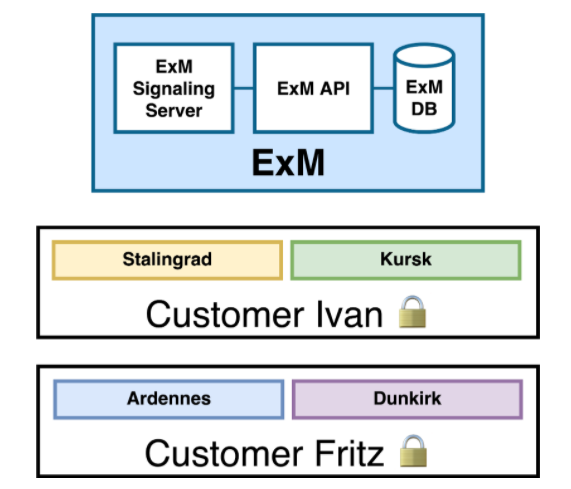 ExM
Signaling
Server
ExM API
ExM
DB
ExM
Stalingrad
Kursk
Customer Ivan
Ardennes
Dunkirk
Customer Fritz